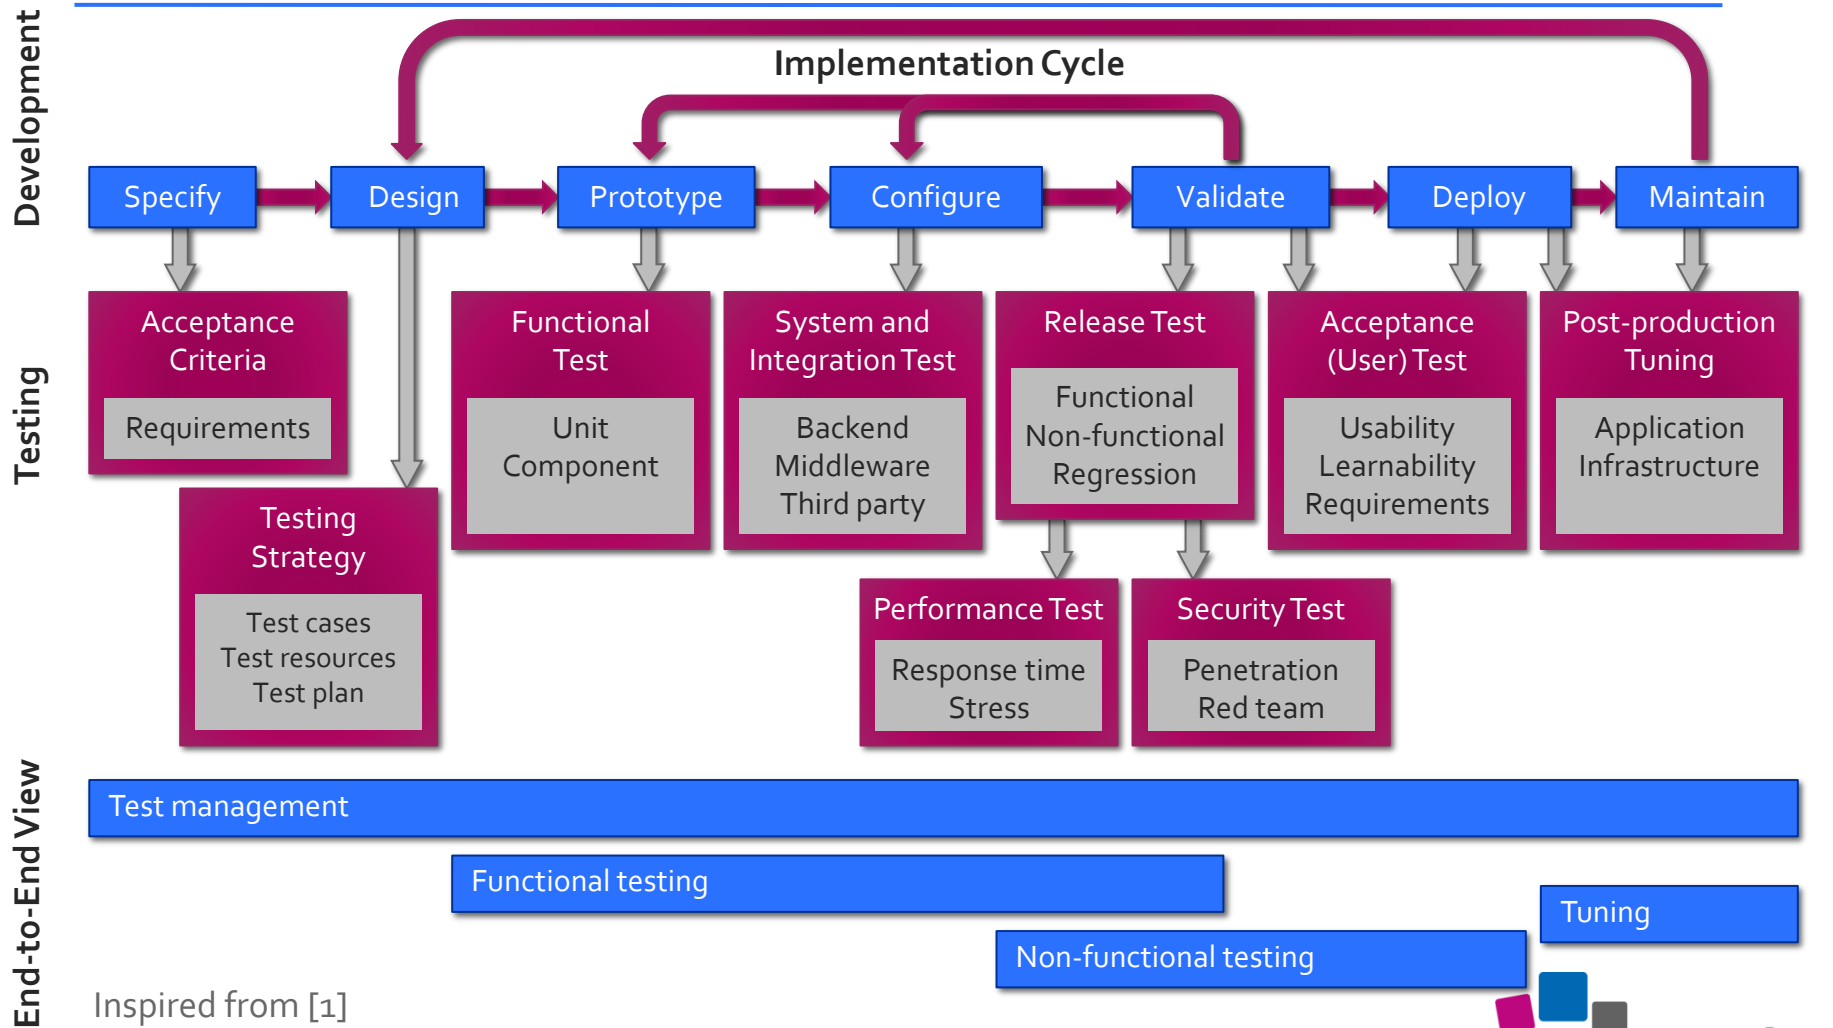 Development
Implementation Cycle
Specify
Design
Prototype
Configure
Validate
Deploy
Maintain
Testing
Acceptance
Criteria
Requirements
Testing
Strategy
Test cases
Test resources
Test plan
Functional
Test
Unit
Component
System and
Integration Test
Backend
Middleware
Third party
Release Test
Functional
Non-functional
Regression
Performance Test
Response time
Stress
Security Test
Penetration
Red team
Acceptance
(User) Test
Usability
Learnability
Requirements
Post-production
Tuning
Application
Infrastructure
End-to-End View
Test management
Functional testing
Tuning
Non-functional testing
Inspired from [1]